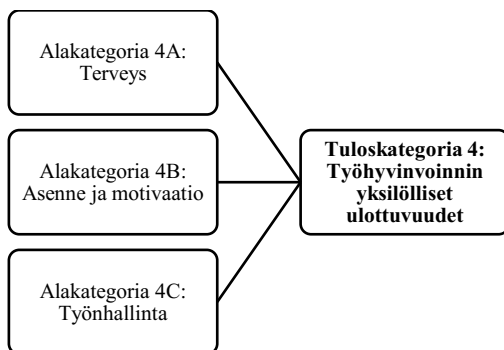 Alakategoria 4A:
Terveys
Alakategoria 4B:
Asenne ja motivaatio
Alakategoria 4C:
Työnhallinta
Tuloskategoria 4:
Työhyvinvoinnin
yksilölliset
ulottuvuudet